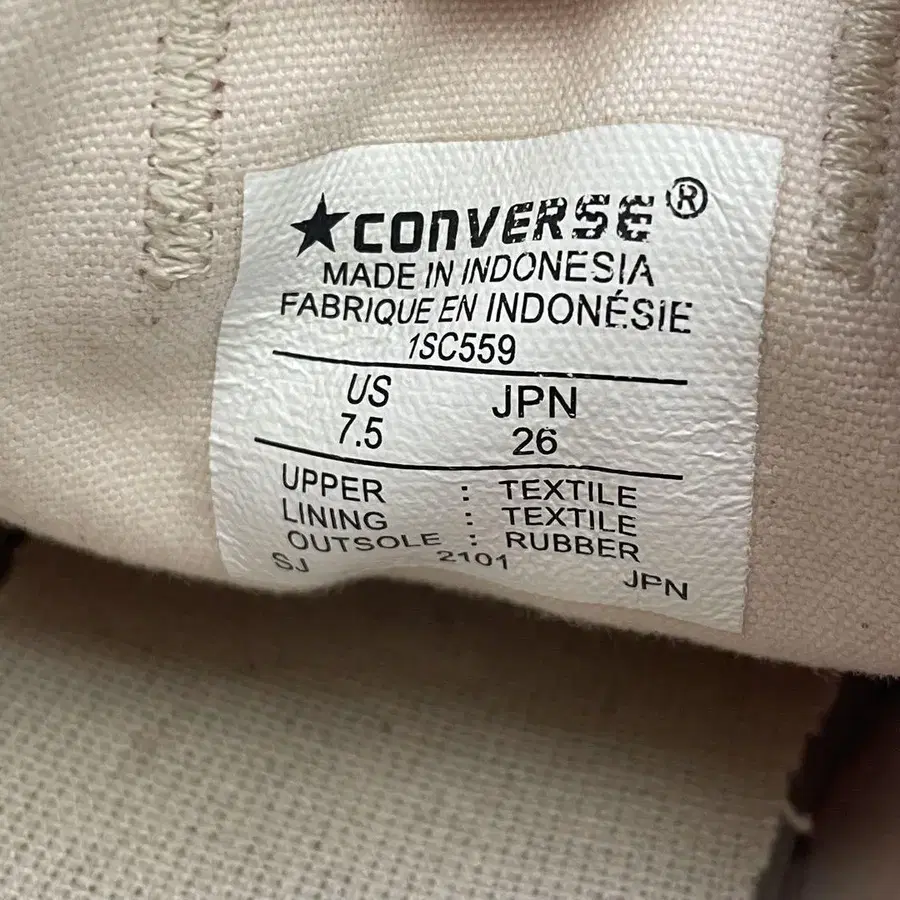 ★CONVERSE®
MADE IN INDONESIA
FABRIQUE EN INDONÉSIE
1SC559
US JPN
7.5 26
UPPER : TEXTILE
LINING : TEXTILE
OUTSOLE : RUBBER
SJ 2101 JPN